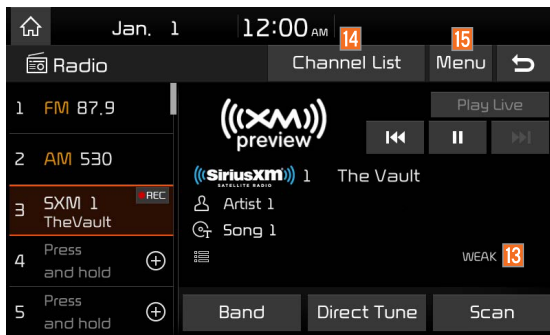 Jan. 1 12:00 AM
14 15
Radio Channel List Menu
1 FM 87.9
2 AM 530
3 SXM 1 REC
TheVault
4 Press
and hold
5 Press
and hold
((XM))
preview
Play Live
((SiriusXM)) 1 The Vault
SATELLITE RADIO
Artist 1
Song 1
WEAK 13
Band Direct Tune Scan